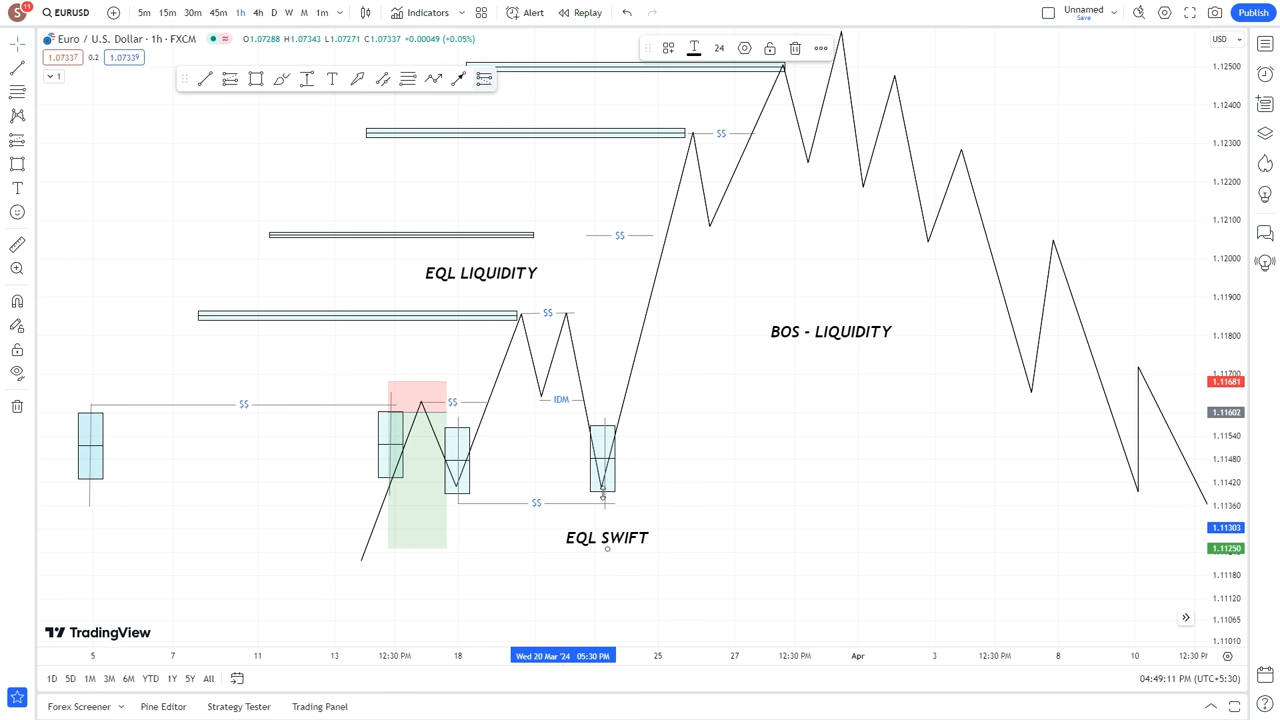 S 11 EURUSD 5m 15m 30m 45m 1h 4h D W M 1m Indicators Alert Replay Unnamed Save Publish
Euro / U.S. Dollar · 1h · FXCM O1.07288 H1.07343 L1.07271 C1.07337 +0.00049 (+0.05%)
24
USD
1.07337 0.2 1.07339
1
1.12500
1.12400
$$
1.12300
1.12200
1.12100
$$
1.12000
EQL LIQUIDITY
1.11900
$$
1.11800
BOS - LIQUIDITY
1.11700
1.11681
$$
$$
IDM
1.11602
1.11540
1.11480
1.11420
$$
1.11360
1.11303
EQL SWIFT
1.11250
1.11180
1.11120
1.11065
1.11010
TradingView
5 7 11 13 12:30 PM 18 Wed 20 Mar '24 05:30 PM 25 27 12:30 PM Apr 3 12:30 PM 8 10 12:30 PM
1D 5D 1M 3M 6M YTD 1Y 5Y All 04:49:11 PM (UTC+5:30)
Forex Screener Pine Editor Strategy Tester Trading Panel